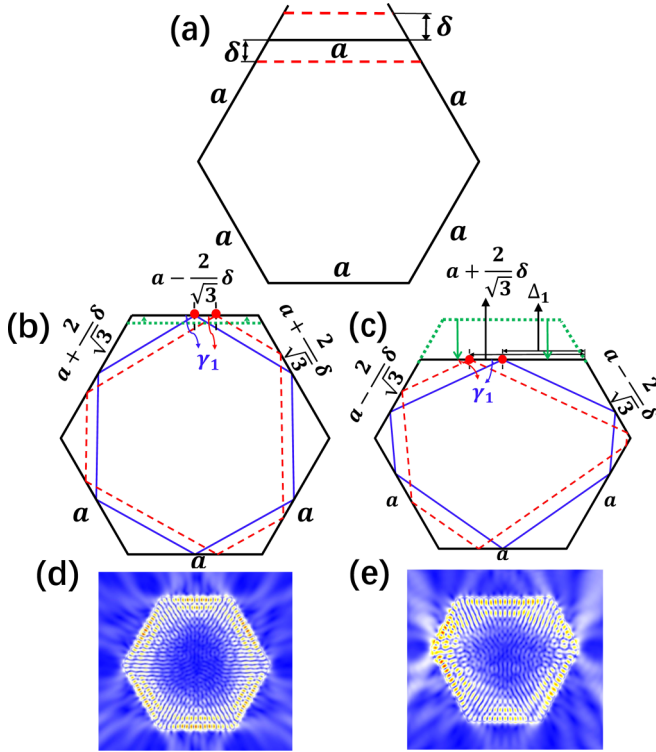 (a)
δ
δ
a
a
a
a
a
a
(b)
a - 2/√3 δ
a + 2/√3 δ
a + 2/√3 δ
γ₁
a
a
a
(c)
a + 2/√3 δ
Δ₁
a - 2/√3 δ
a - 2/√3 δ
γ₁
a
a
a
(d)
(e)